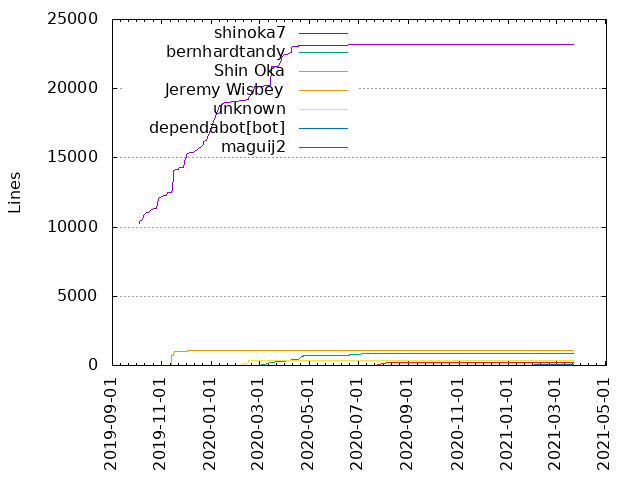 25000
20000
15000
10000
5000
0
Lines
shinoka7
bernhardtandy
Shin Oka
Jeremy Wisbey
unknown
dependabot[bot]
maguij2
2019-09-01
2019-11-01
2020-01-01
2020-03-01
2020-05-01
2020-07-01
2020-09-01
2020-11-01
2021-01-01
2021-03-01
2021-05-01